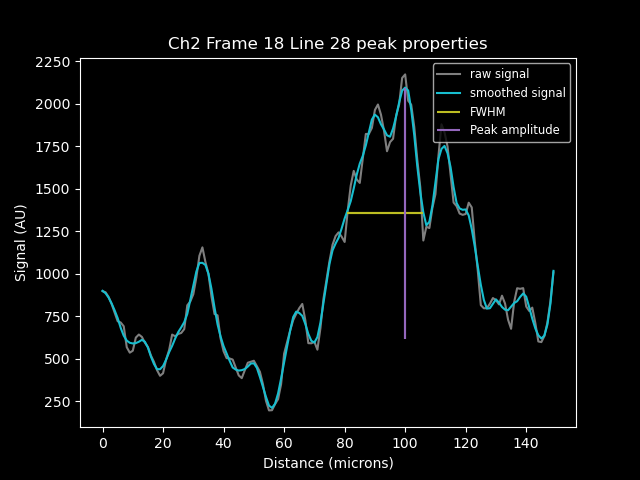 Ch2 Frame 18 Line 28 peak properties
raw signal
smoothed signal
FWHM
Peak amplitude
Signal (AU)
2250
2000
1750
1500
1250
1000
750
500
250
0 20 40 60 80 100 120 140
Distance (microns)